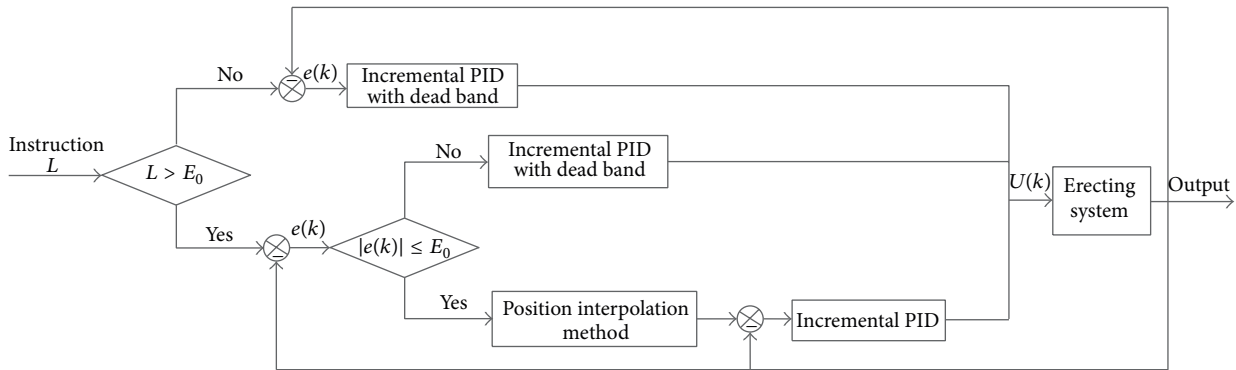 Instruction
L
L > E₀
No
−
e(k)
Incremental PID
with dead band
Yes
−
e(k)
|e(k)| ≤ E₀
No
Incremental PID
with dead band
Yes
Position interpolation
method
−
Incremental PID
U(k)
Erecting
system
Output